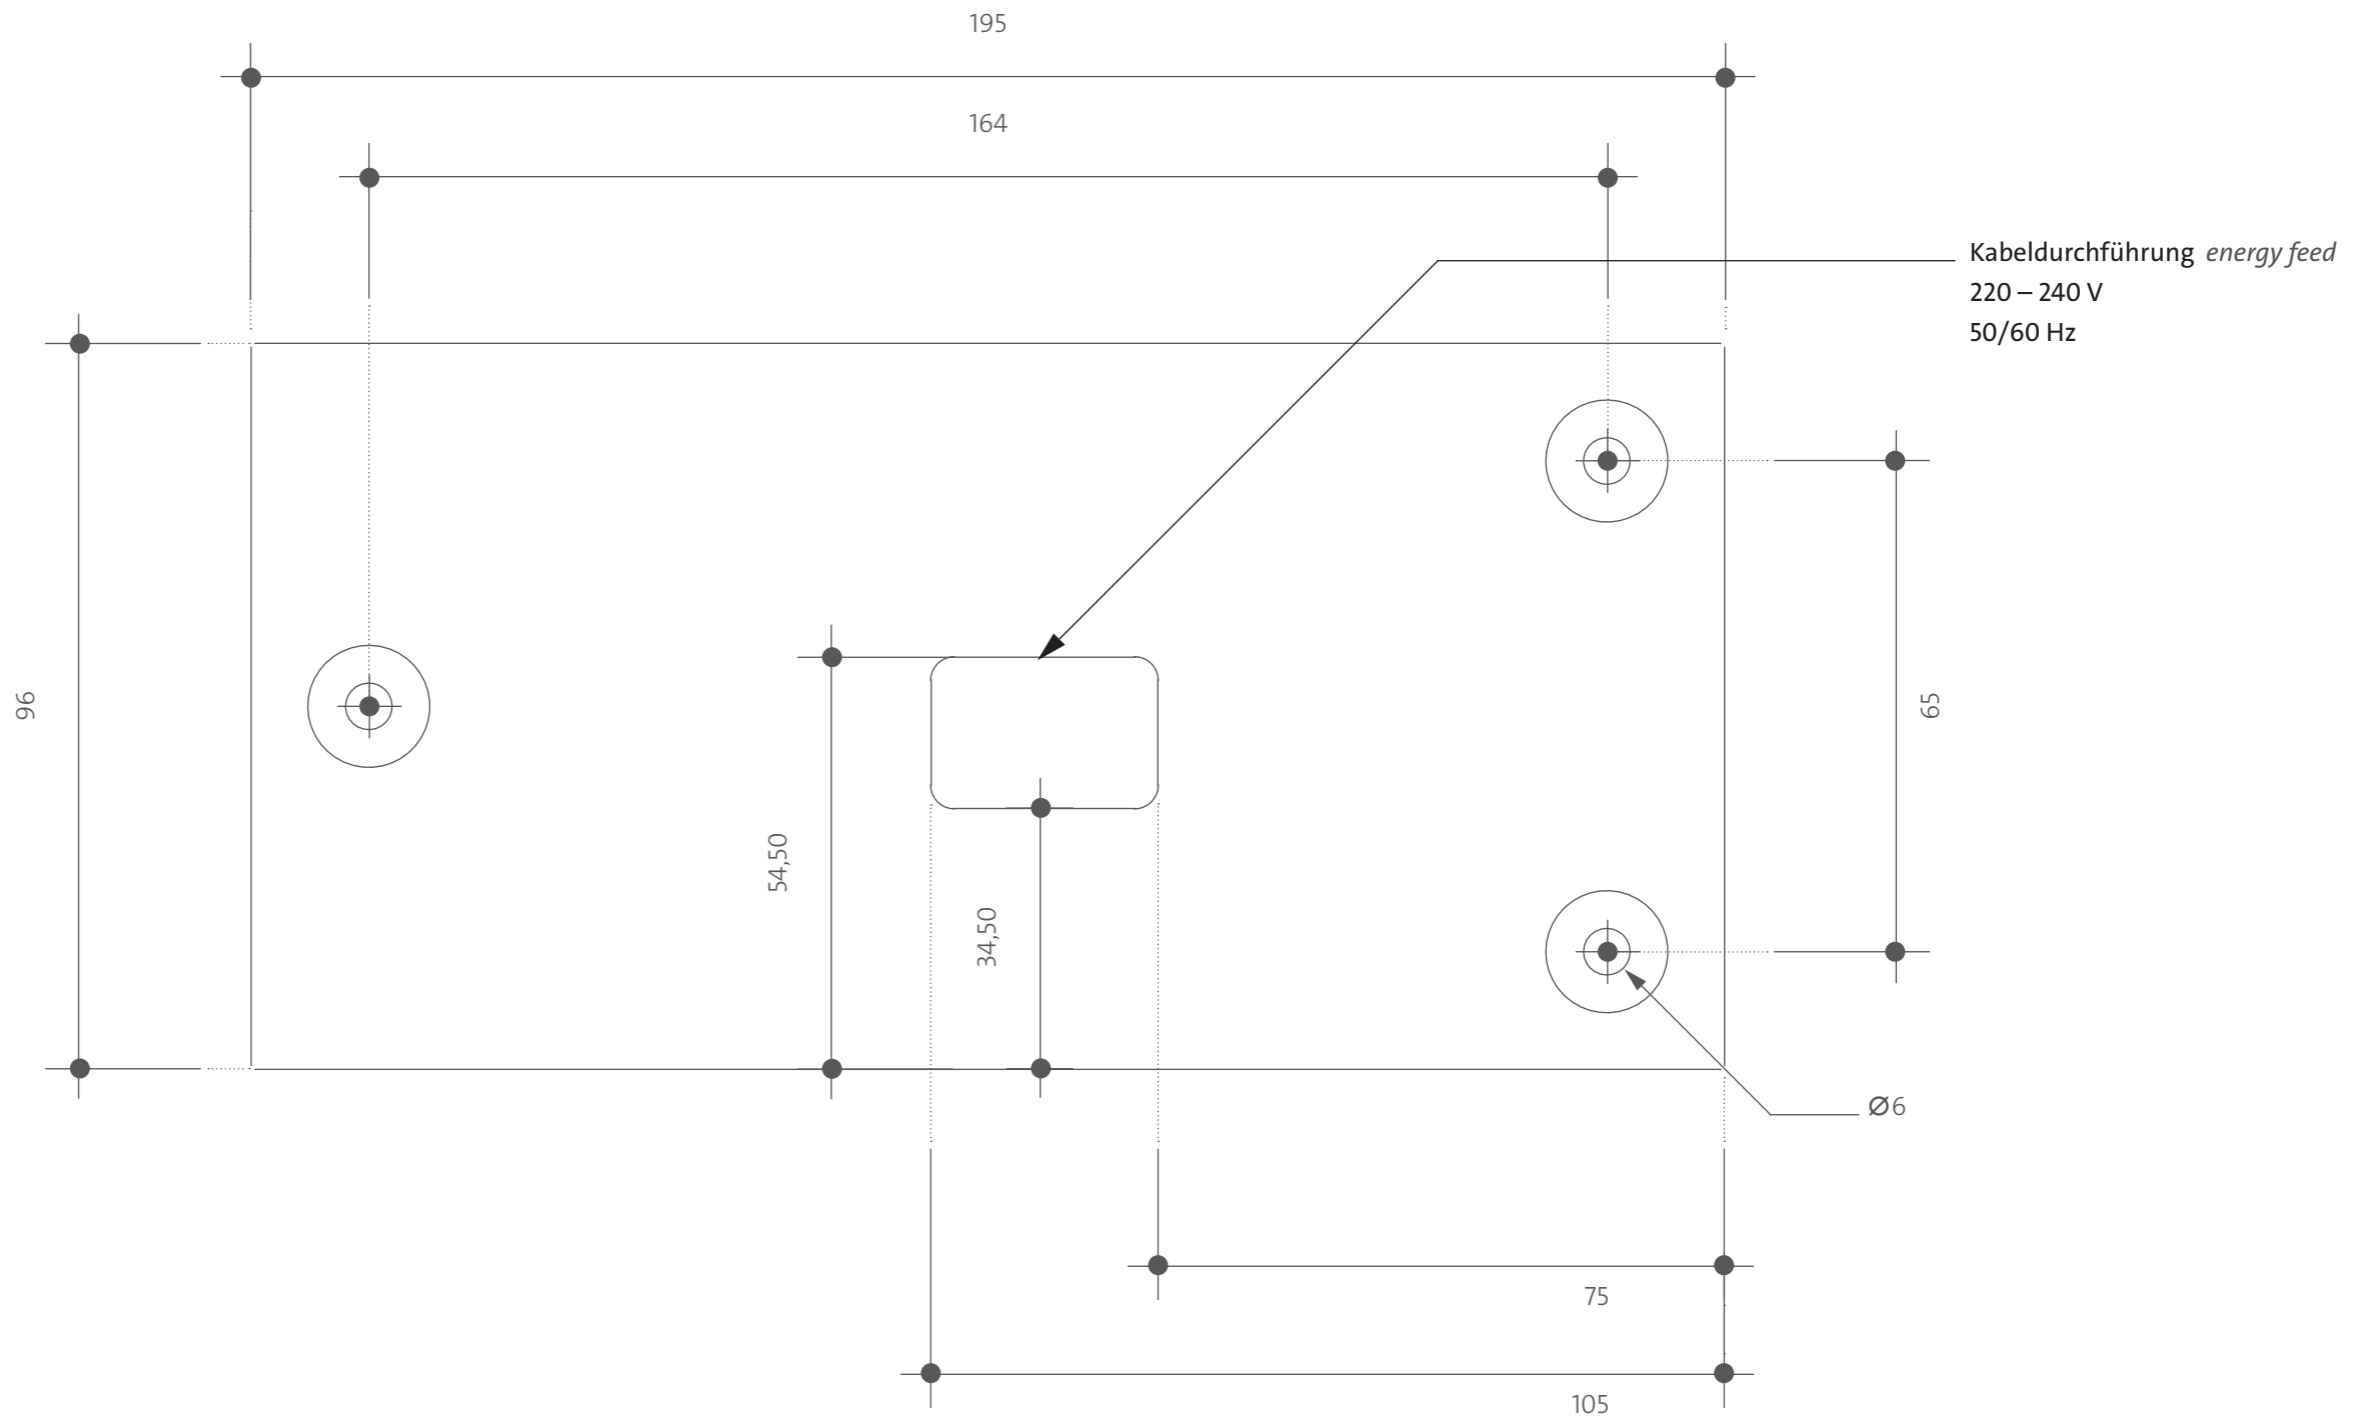 195
164
Kabeldurchführung energy feed
220 – 240 V
50/60 Hz
96
65
54,50
34,50
Ø6
75
105